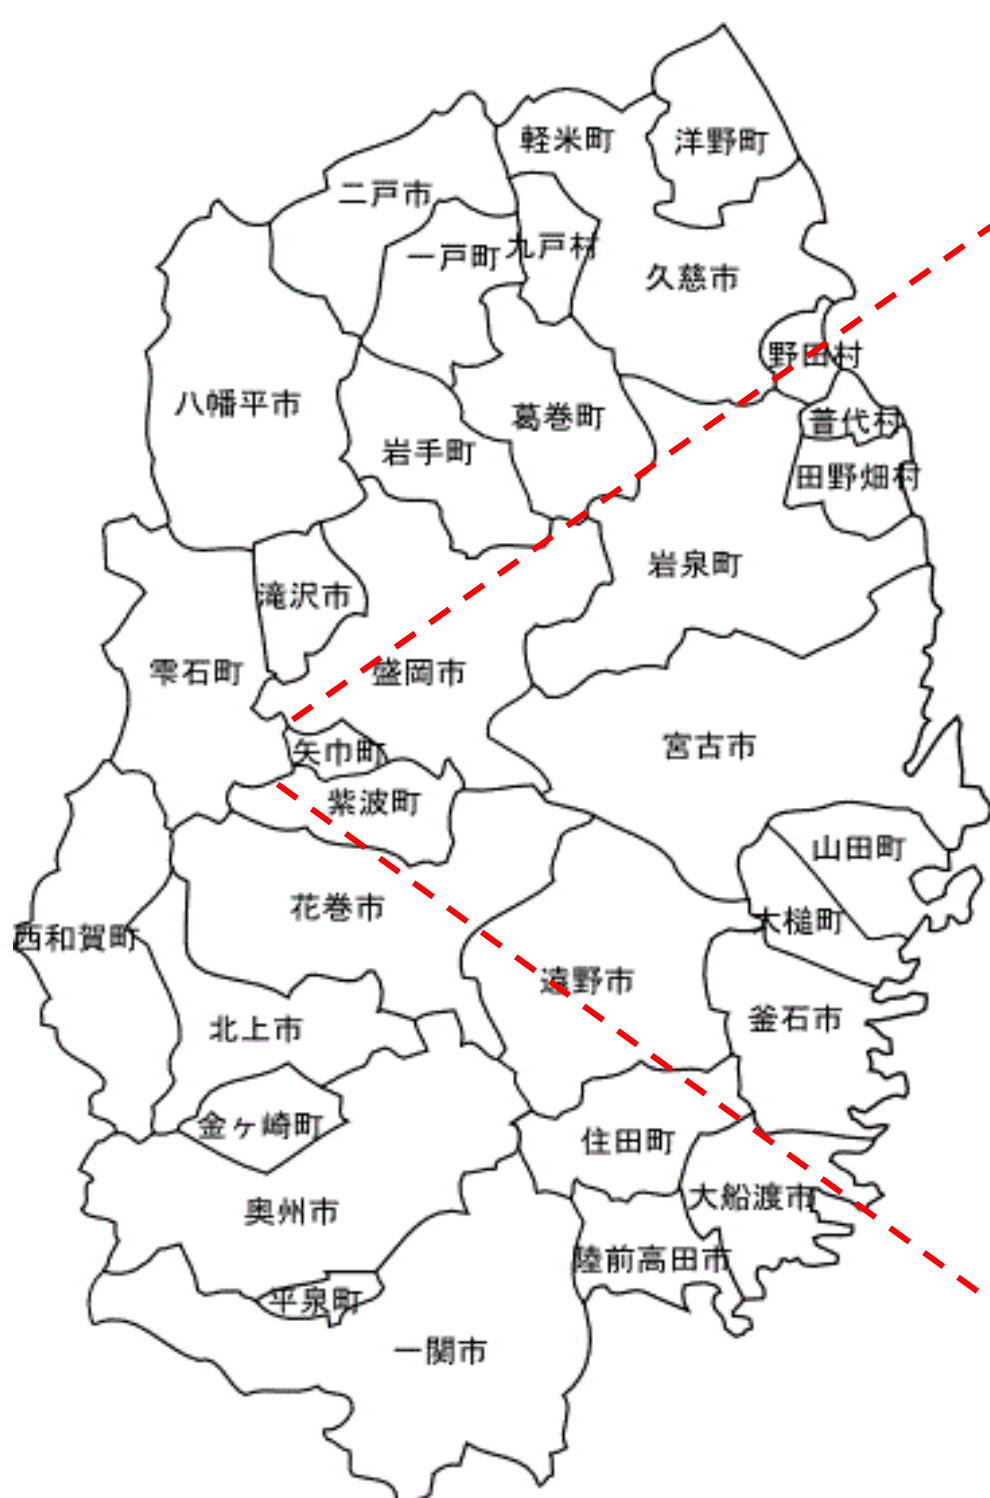 軽米町
洋野町
二戸市
一戸町
九戸村
久慈市
野田村
八幡平市
葛巻町
普代村
岩手町
田野畑村
岩泉町
滝沢市
雫石町
盛岡市
矢巾町
宮古市
紫波町
山田町
花巻市
大槌町
西和賀町
遠野市
北上市
釜石市
金ヶ崎町
住田町
奥州市
大船渡市
陸前高田市
平泉町
一関市